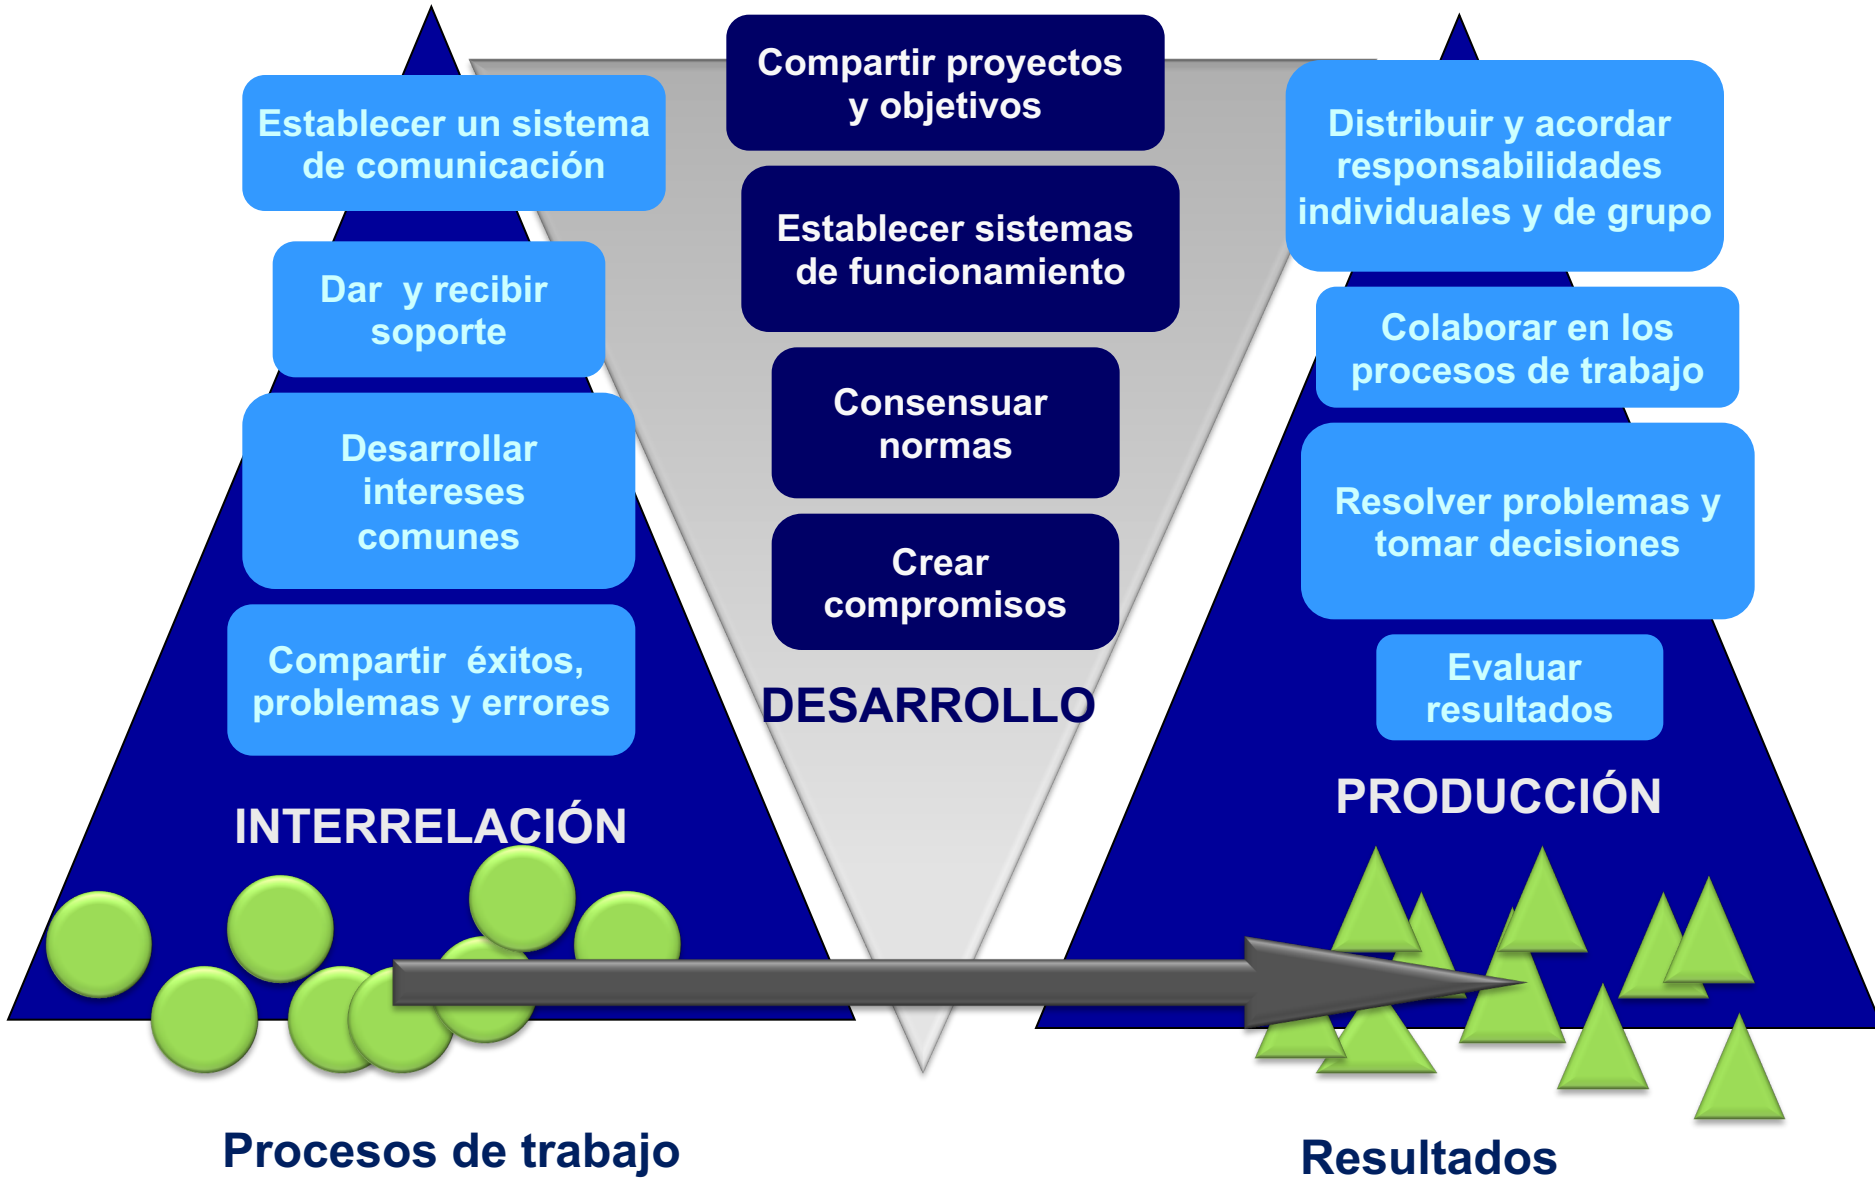 Establecer un sistema
de comunicación
Dar y recibir
soporte
Desarrollar
intereses
comunes
Compartir éxitos,
problemas y errores
INTERRELACIÓN
Compartir proyectos
y objetivos
Establecer sistemas
de funcionamiento
Consensuar
normas
Crear
compromisos
DESARROLLO
Distribuir y acordar
responsabilidades
individuales y de grupo
Colaborar en los
procesos de trabajo
Resolver problemas y
tomar decisiones
Evaluar
resultados
PRODUCCIÓN
Procesos de trabajo
Resultados